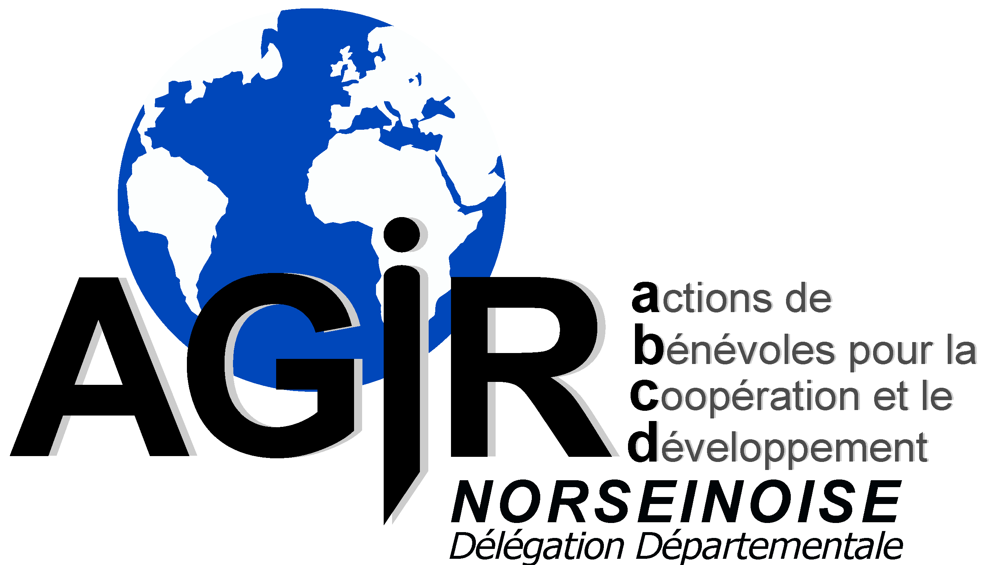 AGiR
actions de
bénévoles pour la
coopération et le
développement
NORSEINOISE
Délégation Départementale